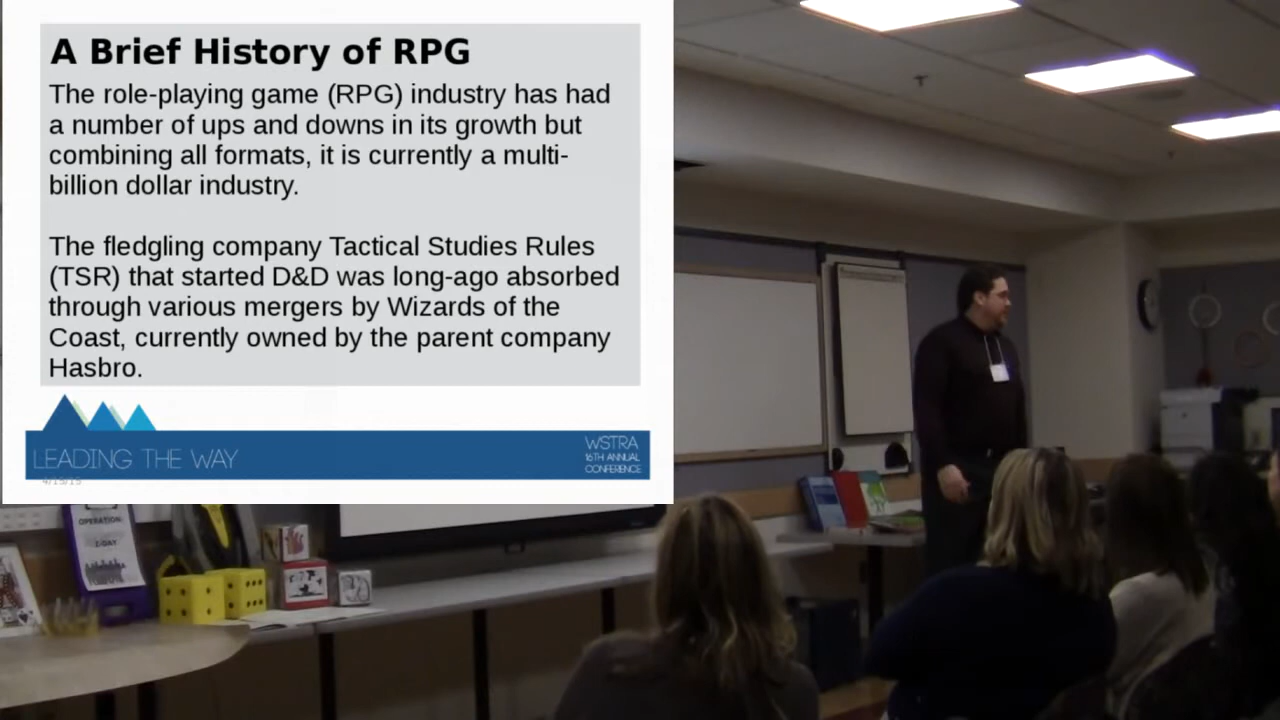 A Brief History of RPG
The role-playing game (RPG) industry has had
a number of ups and downs in its growth but
combining all formats, it is currently a multi-
billion dollar industry.
The fledgling company Tactical Studies Rules
(TSR) that started D&D was long-ago absorbed
through various mergers by Wizards of the
Coast, currently owned by the parent company
Hasbro.
LEADING THE WAY
WSTRA
16TH ANNUAL
CONFERENCE
4/15/15
OPERATION: